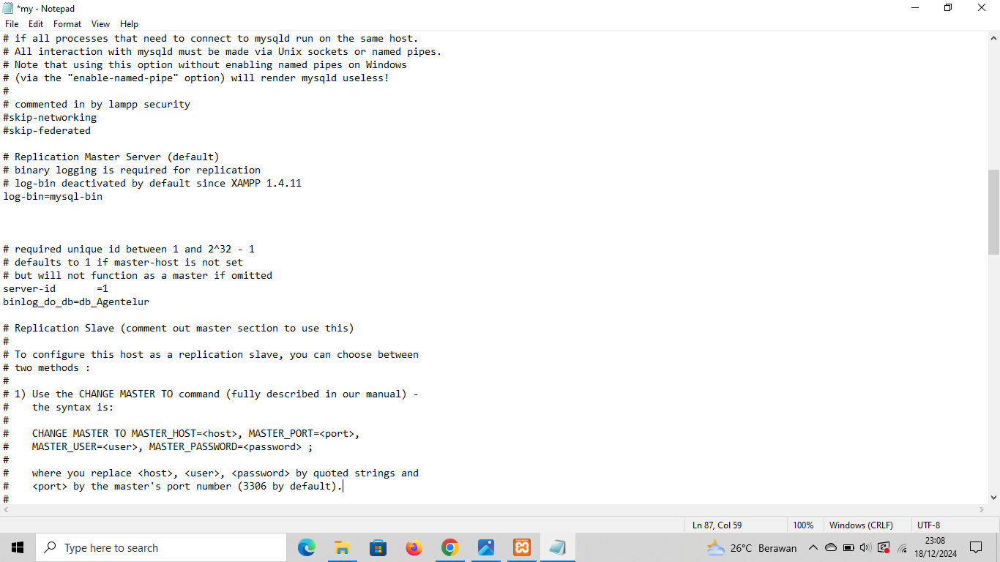 *my - Notepad
File Edit Format View Help
# if all processes that need to connect to mysqld run on the same host.
# All interaction with mysqld must be made via Unix sockets or named pipes.
# Note that using this option without enabling named pipes on Windows
# (via the "enable-named-pipe" option) will render mysqld useless!
#
# commented in by lampp security
#skip-networking
#skip-federated
# Replication Master Server (default)
# binary logging is required for replication
# log-bin deactivated by default since XAMPP 1.4.11
log-bin=mysql-bin
# required unique id between 1 and 2^32 - 1
# defaults to 1 if master-host is not set
# but will not function as a master if omitted
server-id       =1
binlog_do_db=db_Agentelur
# Replication Slave (comment out master section to use this)
#
# To configure this host as a replication slave, you can choose between
# two methods :
#
# 1) Use the CHANGE MASTER TO command (fully described in our manual) -
#    the syntax is:
#
#    CHANGE MASTER TO MASTER_HOST=<host>, MASTER_PORT=<port>,
#    MASTER_USER=<user>, MASTER_PASSWORD=<password> ;
#
#    where you replace <host>, <user>, <password> by quoted strings and
#    <port> by the master's port number (3306 by default).
#
Ln 87, Col 59 100% Windows (CRLF) UTF-8
Type here to search
26°C Berawan
23:08
18/12/2024